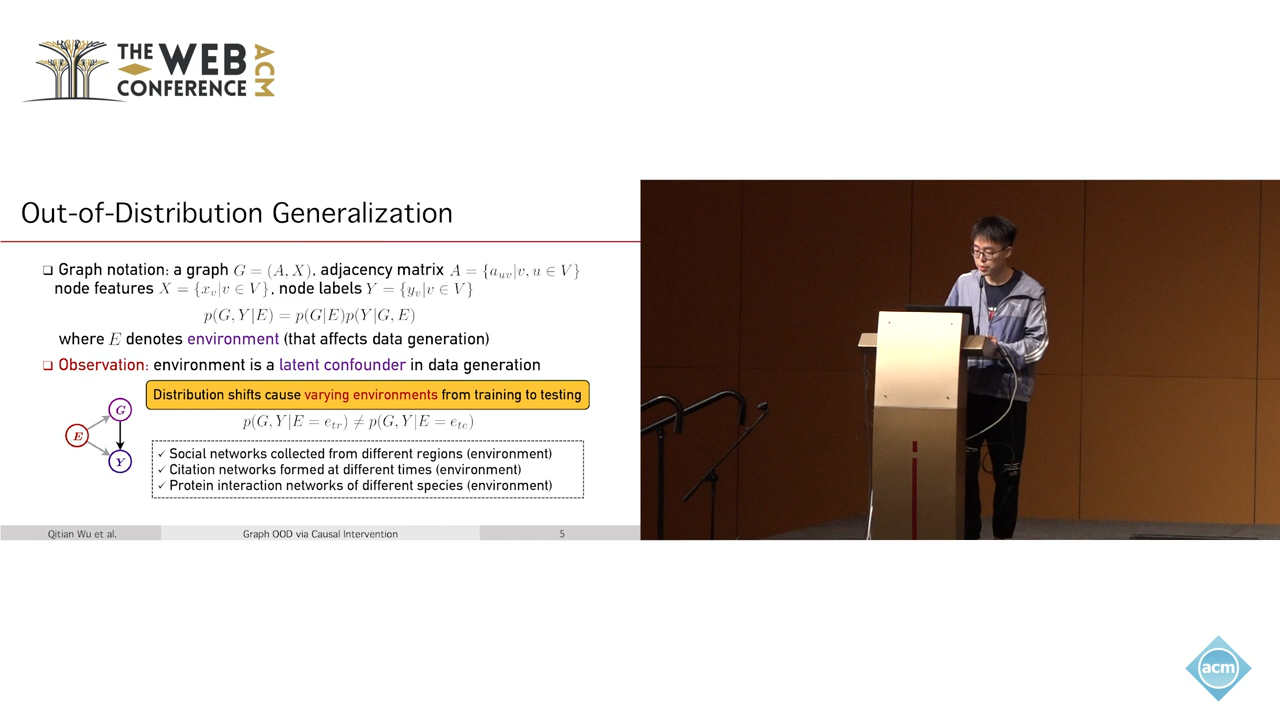 THE WEB
CONFERENCE
ACM
Out-of-Distribution Generalization
❑ Graph notation: a graph G = (A, X), adjacency matrix A = {a_uv|v, u ∈ V}
node features X = {x_v|v ∈ V}, node labels Y = {y_v|v ∈ V}
p(G, Y|E) = p(G|E)p(Y|G, E)
where E denotes environment (that affects data generation)
❑ Observation: environment is a latent confounder in data generation
Distribution shifts cause varying environments from training to testing
p(G, Y|E = e_tr) ≠ p(G, Y|E = e_te)
G
E
Y
✓ Social networks collected from different regions (environment)
✓ Citation networks formed at different times (environment)
✓ Protein interaction networks of different species (environment)
Qitian Wu et al. Graph OOD via Causal Intervention 5
acm